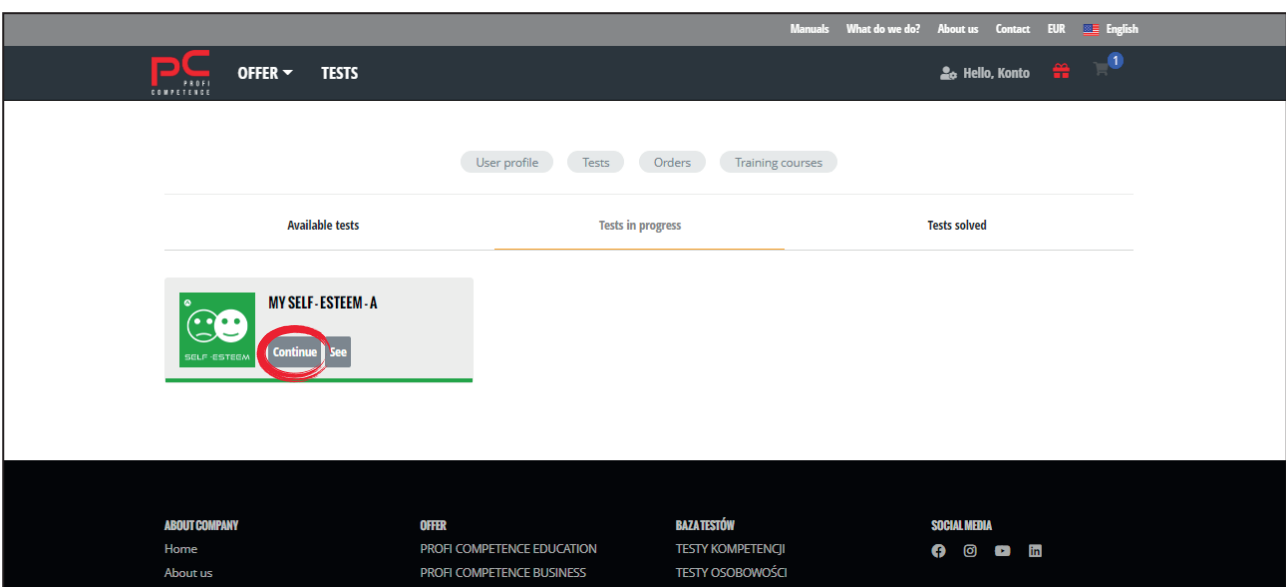 Manuals What do we do? About us Contact EUR English
PC
PROFI
COMPETENCE
OFFER TESTS
Hello, Konto
1
User profile Tests Orders Training courses
Available tests Tests in progress Tests solved
MY SELF - ESTEEM - A
SELF-ESTEEM
Continue See
ABOUT COMPANY OFFER BAZA TESTÓW SOCIAL MEDIA
Home PROFI COMPETENCE EDUCATION TESTY KOMPETENCJI
About us PROFI COMPETENCE BUSINESS TESTY OSOBOWOŚCI